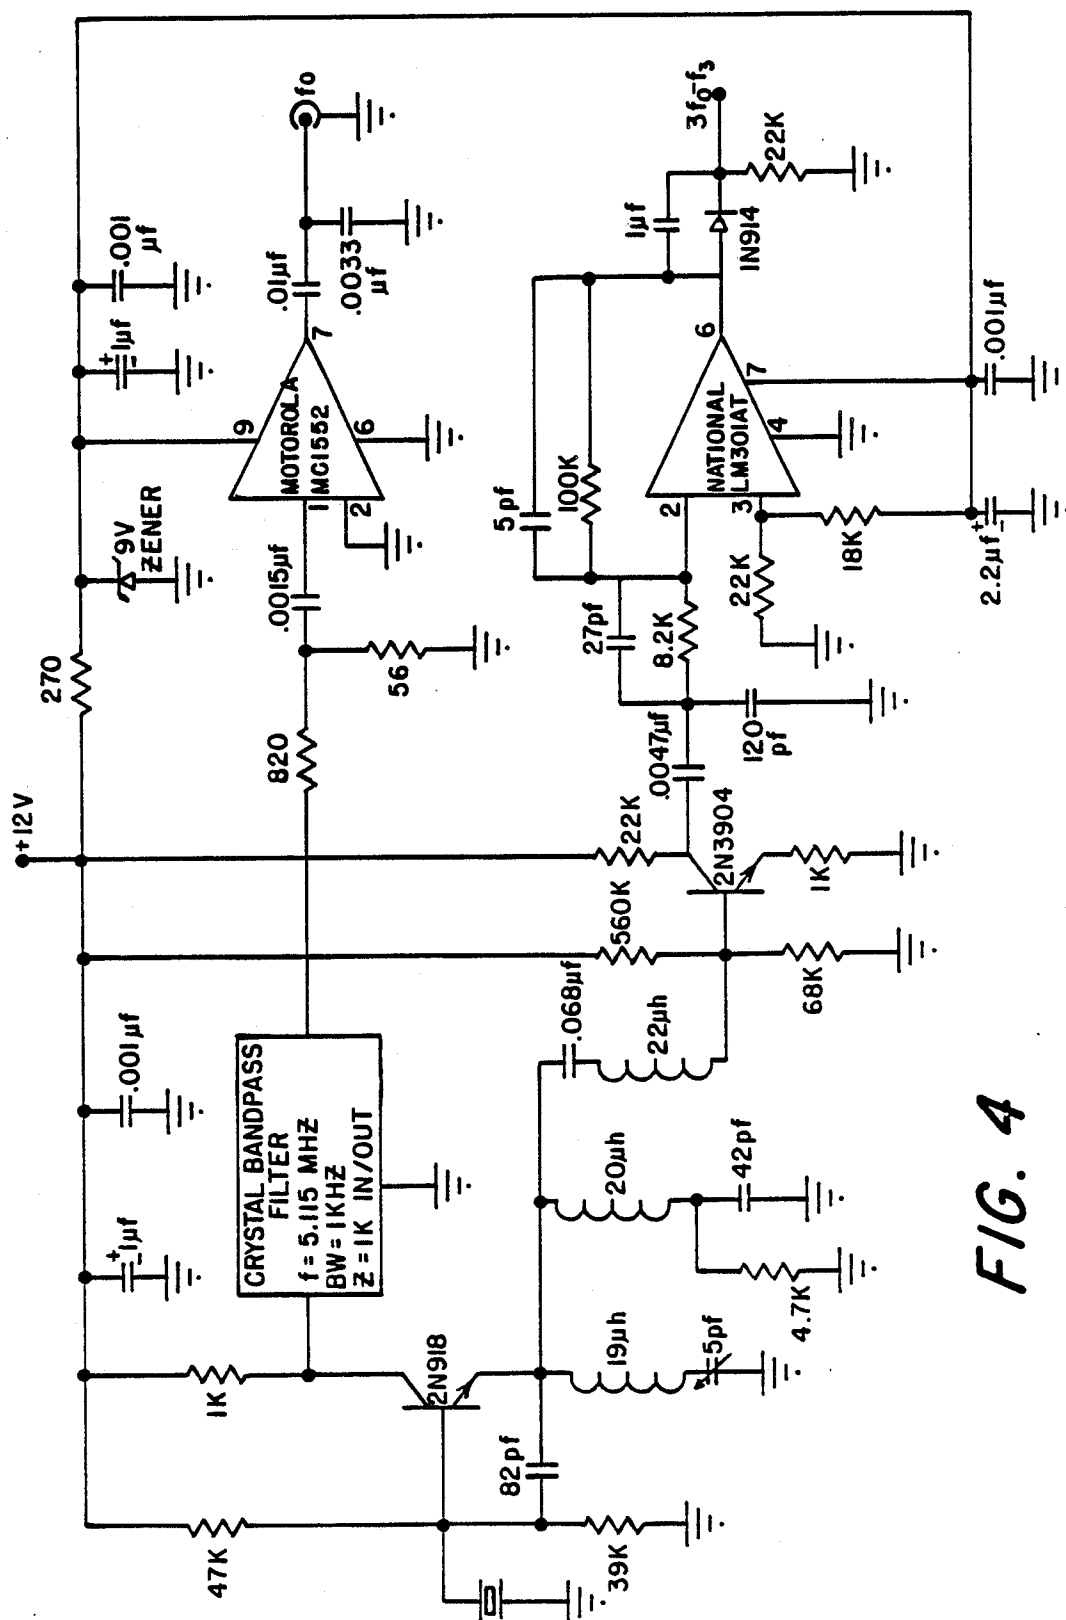 +12V
270
9V
ZENER
+
1µf
-
.001
µf
9
MOTOROLA
MC1552
1
2
6
7
.0015µf
820
56
.01µf
.0033
µf
fo
+
1µf
-
.001µf
CRYSTAL BANDPASS
FILTER
f=5.115 MHZ
BW=1KHZ
Z=1K IN/OUT
1K
47K
2N918
82pf
39K
19µh
5pf
20µh
42pf
4.7K
.068µf
22µh
560K
68K
22K
2N3904
1K
.0047µf
120
pf
27pf
8.2K
5pf
100K
22K
18K
2
3
NATIONAL
LM301AT
4
7
6
1µf
1N914
3fo-f3
22K
2.2µf
+
-
.001µf
FIG. 4